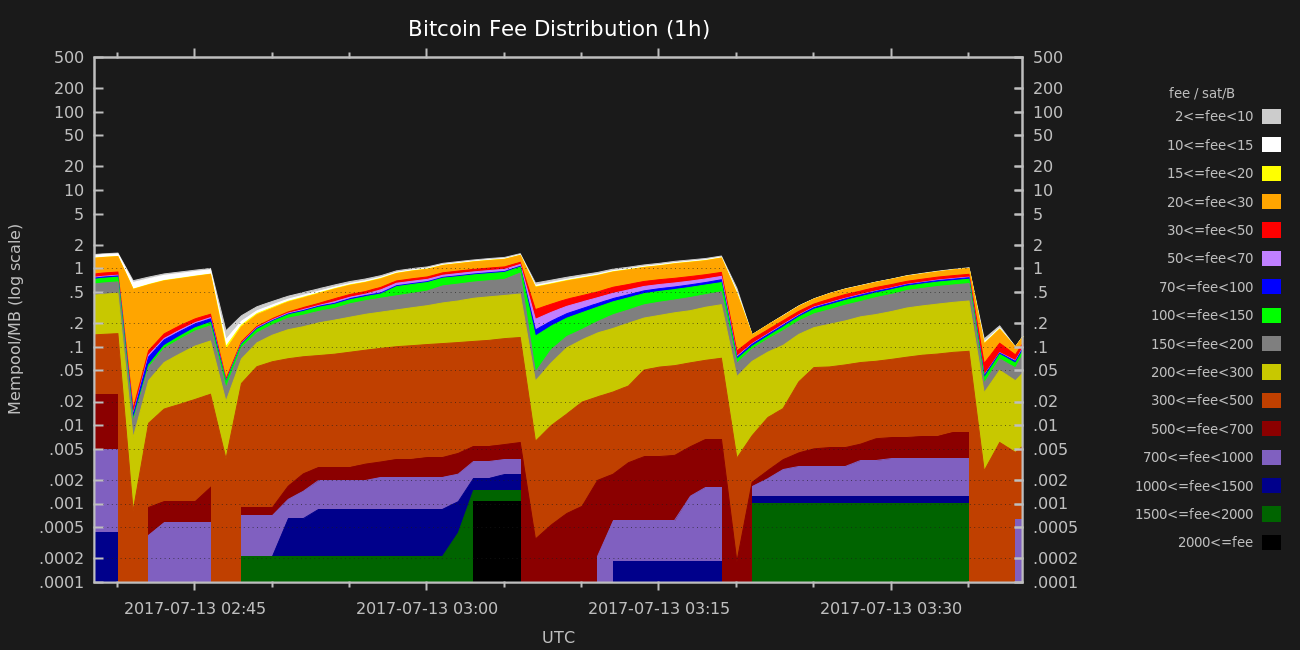 Bitcoin Fee Distribution (1h)
500
200
100
50
20
10
5
2
1
.5
.2
.1
.05
.02
.01
.005
.002
.001
.0005
.0002
.0001
Mempool/MB (log scale)
500
200
100
50
20
10
5
2
1
.5
.2
.1
.05
.02
.01
.005
.002
.001
.0005
.0002
.0001
2017-07-13 02:45
2017-07-13 03:00
2017-07-13 03:15
2017-07-13 03:30
UTC
fee / sat/B
2<=fee<10
10<=fee<15
15<=fee<20
20<=fee<30
30<=fee<50
50<=fee<70
70<=fee<100
100<=fee<150
150<=fee<200
200<=fee<300
300<=fee<500
500<=fee<700
700<=fee<1000
1000<=fee<1500
1500<=fee<2000
2000<=fee